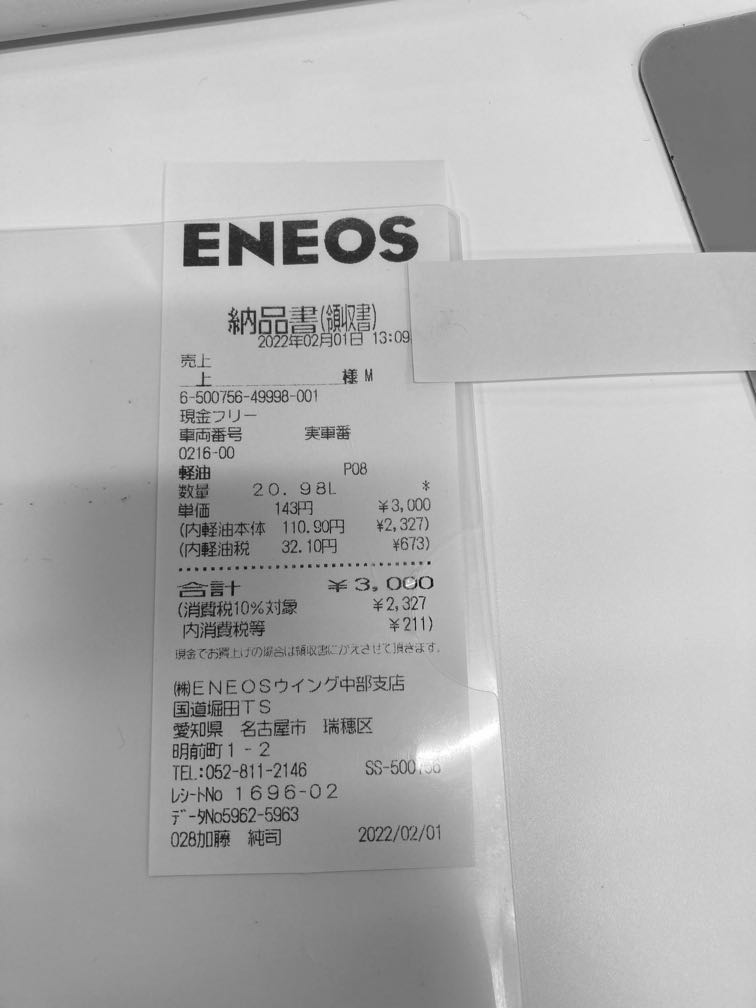 ENEOS
納品書(領収書)
2022年02月01日 13:09
売上
上 様 M
6-500756-49998-001
現金フリー
車両番号 実車番
0216-00
軽油 P08
数量 20.98L *
単価 143円 ¥3,000
(内軽油本体 110.90円 ¥2,327)
(内軽油税 32.10円 ¥673)
合計 ¥3,000
(消費税10%対象 ¥2,327
内消費税等 ¥211)
現金でお買上げの場合は領収書にかえさせて頂きます。
㈱ENEOSウイング中部支店
国道堀田TS
愛知県 名古屋市 瑞穂区
明前町1-2
TEL:052-811-2146 SS-500756
レシートNo 1696-02
データNo5962-5963
028加藤 純司 2022/02/01